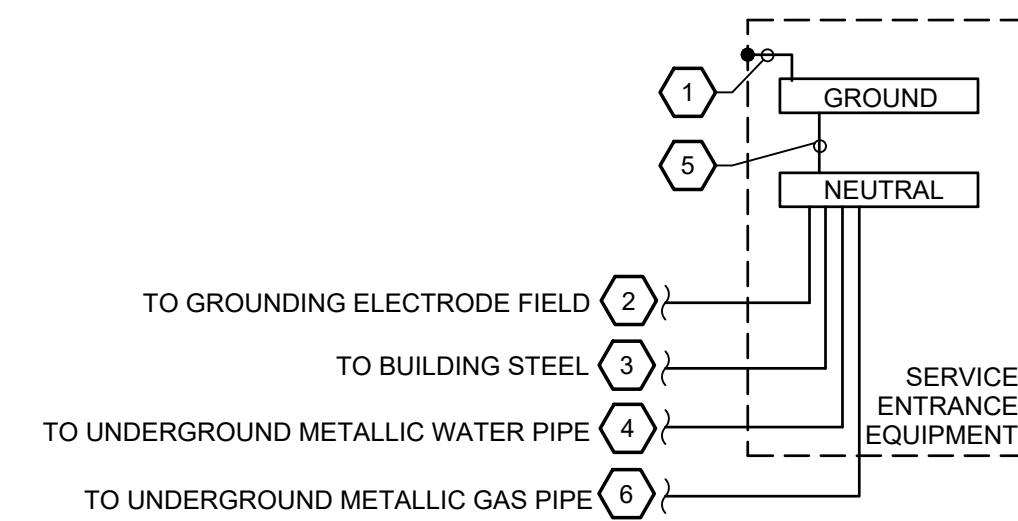 1
GROUND
5
NEUTRAL
TO GROUNDING ELECTRODE FIELD 2
TO BUILDING STEEL 3
SERVICE
ENTRANCE
EQUIPMENT
TO UNDERGROUND METALLIC WATER PIPE 4
TO UNDERGROUND METALLIC GAS PIPE 6